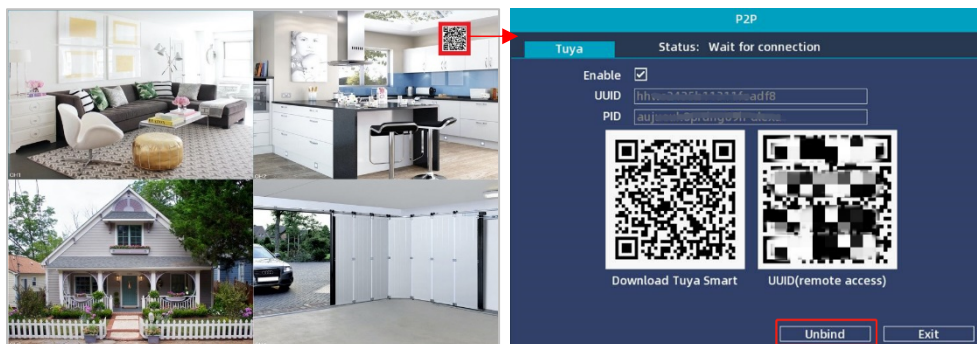 P2P
Tuya
Status: Wait for connection
Enable
UUID
PID
Download Tuya Smart
UUID(remote access)
Unbind
Exit